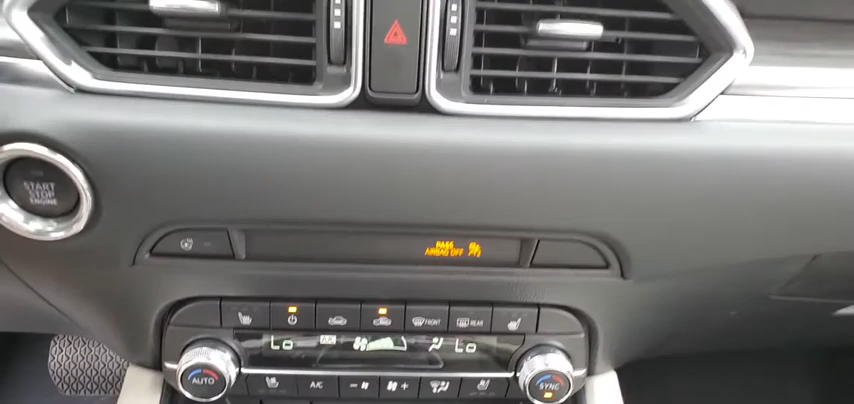 START
STOP
ENGINE
PASS
AIRBAG OFF
FRONT
REAR
Lo
A/C
Lo
AUTO
A/C
- +
SYNC